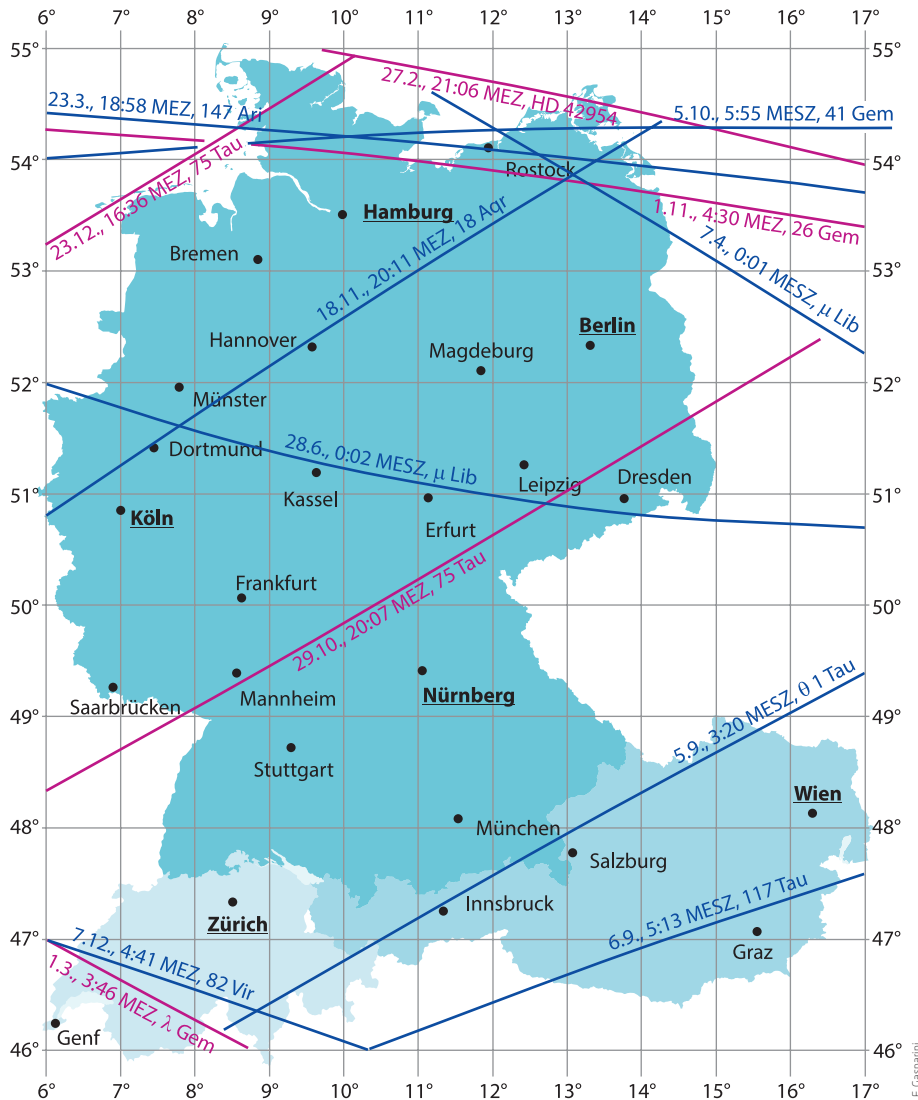 6° 7° 8° 9° 10° 11° 12° 13° 14° 15° 16° 17°
55° 55°
27.2., 21:06 MEZ, HD 42954
23.3., 18:58 MEZ, 147 Ari
5.10., 5:55 MESZ, 41 Gem
54° 54°
Rostock
23.12., 16:36 MEZ, 75 Tau
Hamburg
1.11., 4:30 MEZ, 26 Gem
18.11., 20:11 MEZ, 18 Aqr
7.4., 0:01 MESZ, μ Lib
Bremen
53° 53°
Hannover
Berlin
Magdeburg
52° 52°
Münster
Dortmund
28.6., 0:02 MESZ, μ Lib
Kassel
Leipzig
Dresden
51° 51°
Köln
Erfurt
Frankfurt
50° 50°
29.10., 20:07 MEZ, 75 Tau
Mannheim
Nürnberg
Saarbrücken
49° 49°
5.9., 3:20 MESZ, θ 1 Tau
Stuttgart
Wien
48° 48°
München
Salzburg
Innsbruck
6.9., 5:13 MESZ, 117 Tau
Zürich
47° 47°
Graz
7.12., 4:41 MEZ, 82 Vir
1.3., 3:46 MEZ, λ Gem
Genf
46° 46°
6° 7° 8° 9° 10° 11° 12° 13° 14° 15° 16° 17°
E. Gasparini